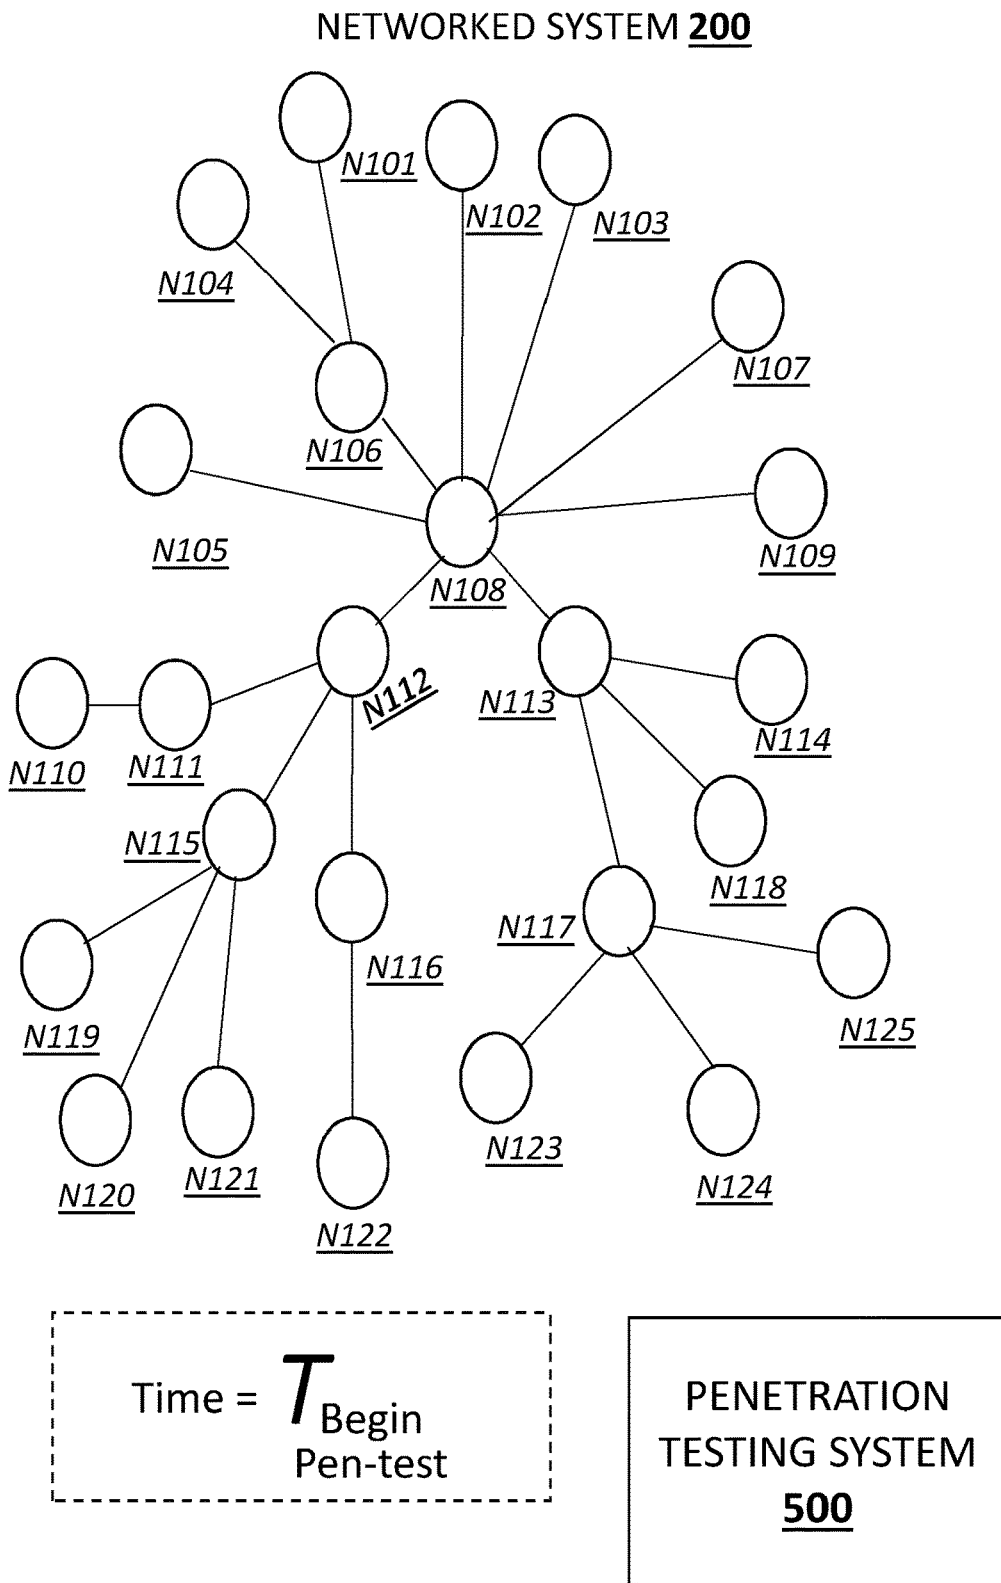 NETWORKED SYSTEM 200
N101
N102
N103
N104
N107
N106
N105
N109
N108
N112
N113
N114
N110
N111
N115
N118
N117
N116
N119
N125
N123
N121
N120
N124
N122
Time = T Begin
Pen-test
PENETRATION
TESTING SYSTEM
500